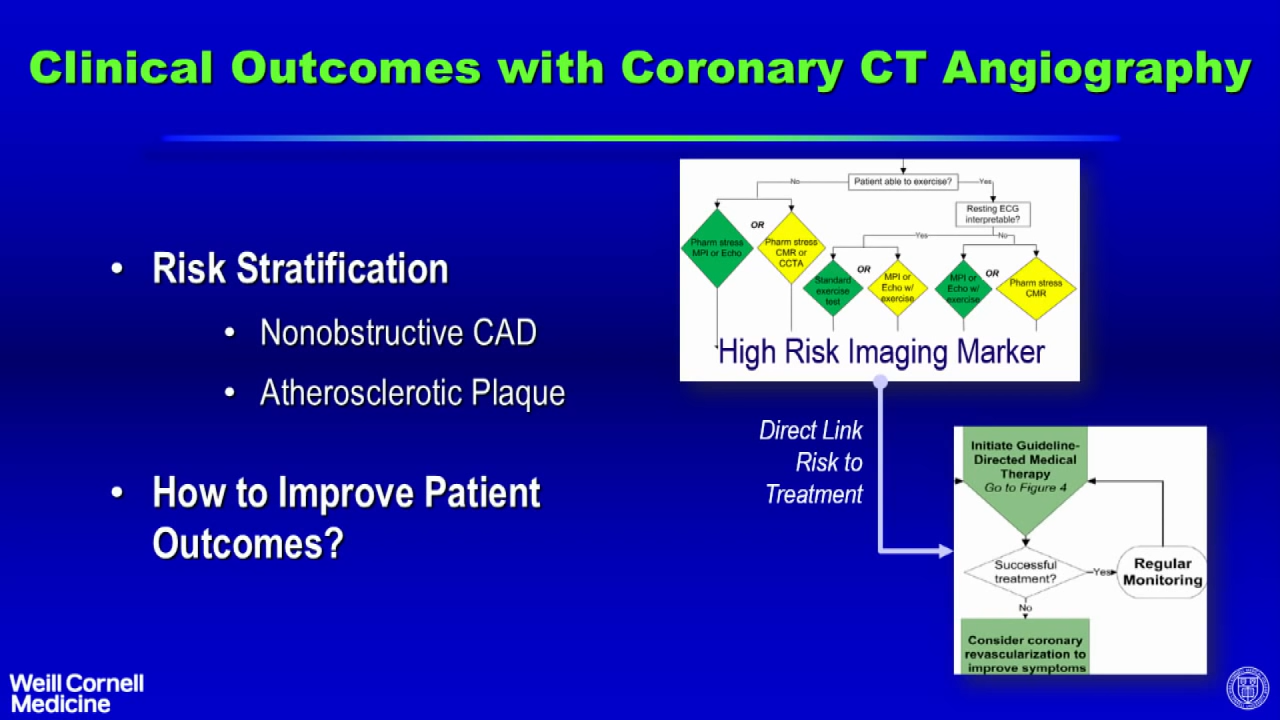 Clinical Outcomes with Coronary CT Angiography
• Risk Stratification
• Nonobstructive CAD
• Atherosclerotic Plaque
• How to Improve Patient
Outcomes?
Patient able to exercise?
No
Yes
Resting ECG
interpretable?
Yes
No
Pharm stress
MPI or Echo
OR
Pharm stress
CMR or
CCTA
Standard
exercise
test
OR
MPI or
Echo w/
exercise
MPI or
Echo w/
exercise
OR
Pharm stress
CMR
High Risk Imaging Marker
Direct Link
Risk to
Treatment
Initiate Guideline-
Directed Medical
Therapy
Go to Figure 4
Successful
treatment?
Yes
Regular
Monitoring
No
Consider coronary
revascularization to
improve symptoms
Weill Cornell
Medicine